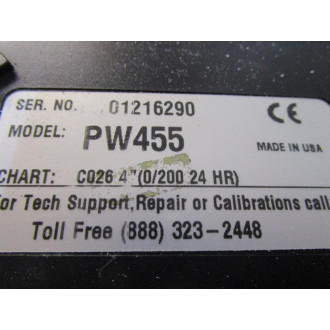 SER. NO. 01216290
CE
MODEL: PW455
MADE IN USA
CHART: C026 4" (0/200 24 HR)
For Tech Support, Repair or Calibrations call
Toll Free (888) 323-2448